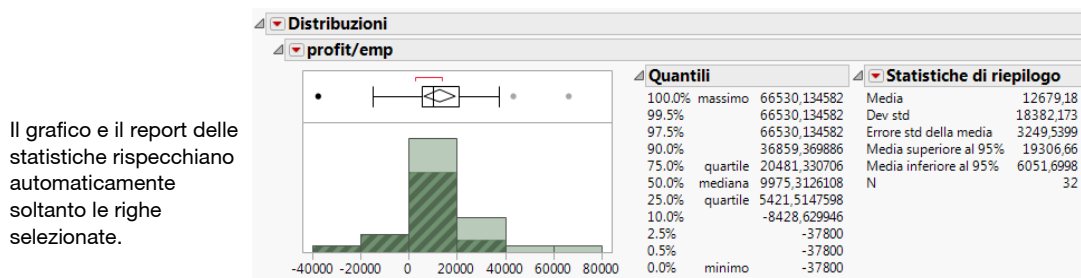 Il grafico e il report delle
statistiche rispecchiano
automaticamente
soltanto le righe
selezionate.
Distribuzioni
profit/emp
-40000 -20000 0 20000 40000 60000 80000
Quantili
100.0% massimo 66530,134582
99.5% 66530,134582
97.5% 66530,134582
90.0% 36859,369886
75.0% quartile 20481,330706
50.0% mediana 9975,3126108
25.0% quartile 5421,5147598
10.0% -8428,629946
2.5% -37800
0.5% -37800
0.0% minimo -37800
Statistiche di riepilogo
Media 12679,18
Dev std 18382,173
Errore std della media 3249,5399
Media superiore al 95% 19306,66
Media inferiore al 95% 6051,6998
N 32